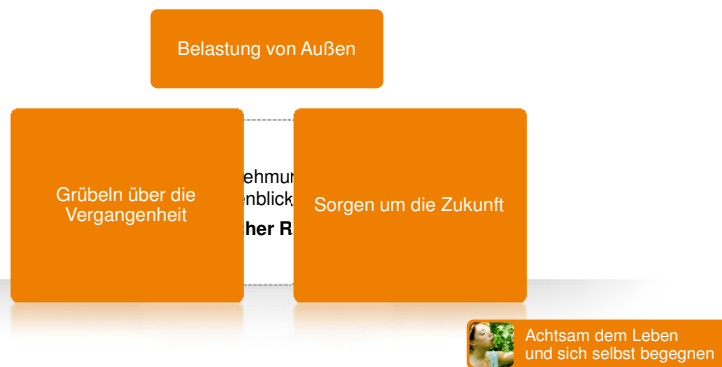 Belastung von Außen
Grübeln über die
Vergangenheit
Sorgen um die Zukunft
Achtsam dem Leben
und sich selbst begegnen